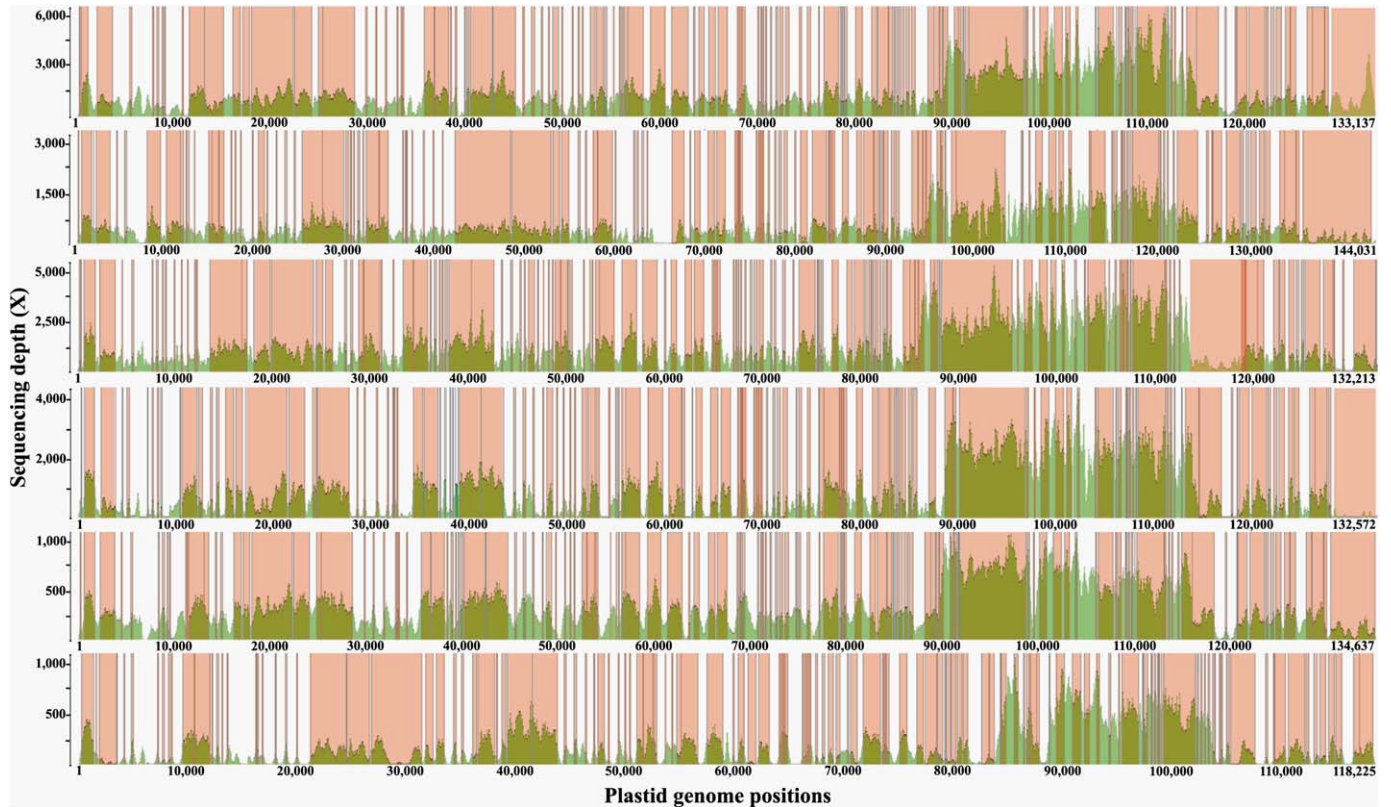 6,000
3,000
1 10,000 20,000 30,000 40,000 50,000 60,000 70,000 80,000 90,000 100,000 110,000 120,000 133,137
3,000
1,500
1 10,000 20,000 30,000 40,000 50,000 60,000 70,000 80,000 90,000 100,000 110,000 120,000 130,000 144,031
5,000
2,500
1 10,000 20,000 30,000 40,000 50,000 60,000 70,000 80,000 90,000 100,000 110,000 120,000 132,213
Sequencing depth (X)
4,000
2,000
1 10,000 20,000 30,000 40,000 50,000 60,000 70,000 80,000 90,000 100,000 110,000 120,000 132,572
1,000
500
1 10,000 20,000 30,000 40,000 50,000 60,000 70,000 80,000 90,000 100,000 110,000 120,000 134,637
1,000
500
1 10,000 20,000 30,000 40,000 50,000 60,000 70,000 80,000 90,000 100,000 110,000 118,225
Plastid genome positions